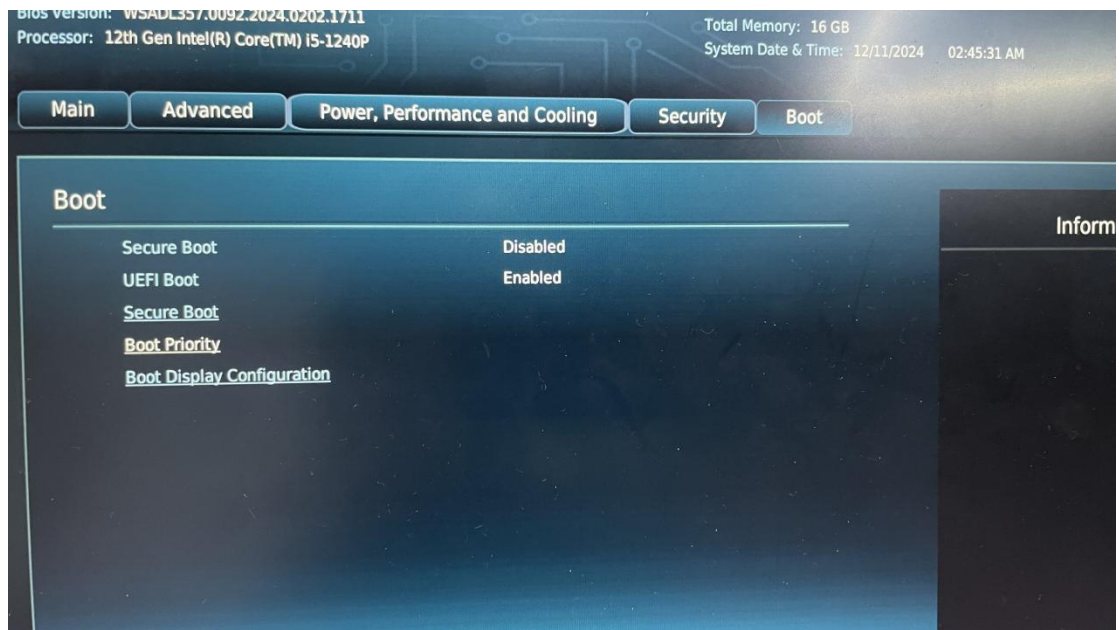 Bios Version: WSADL357.0092.2024.0202.1711
Processor: 12th Gen Intel(R) Core(TM) i5-1240P
Total Memory: 16 GB
System Date & Time: 12/11/2024 02:45:31 AM
Main Advanced Power, Performance and Cooling Security Boot
Boot
Inform
Secure Boot Disabled
UEFI Boot Enabled
Secure Boot
Boot Priority
Boot Display Configuration